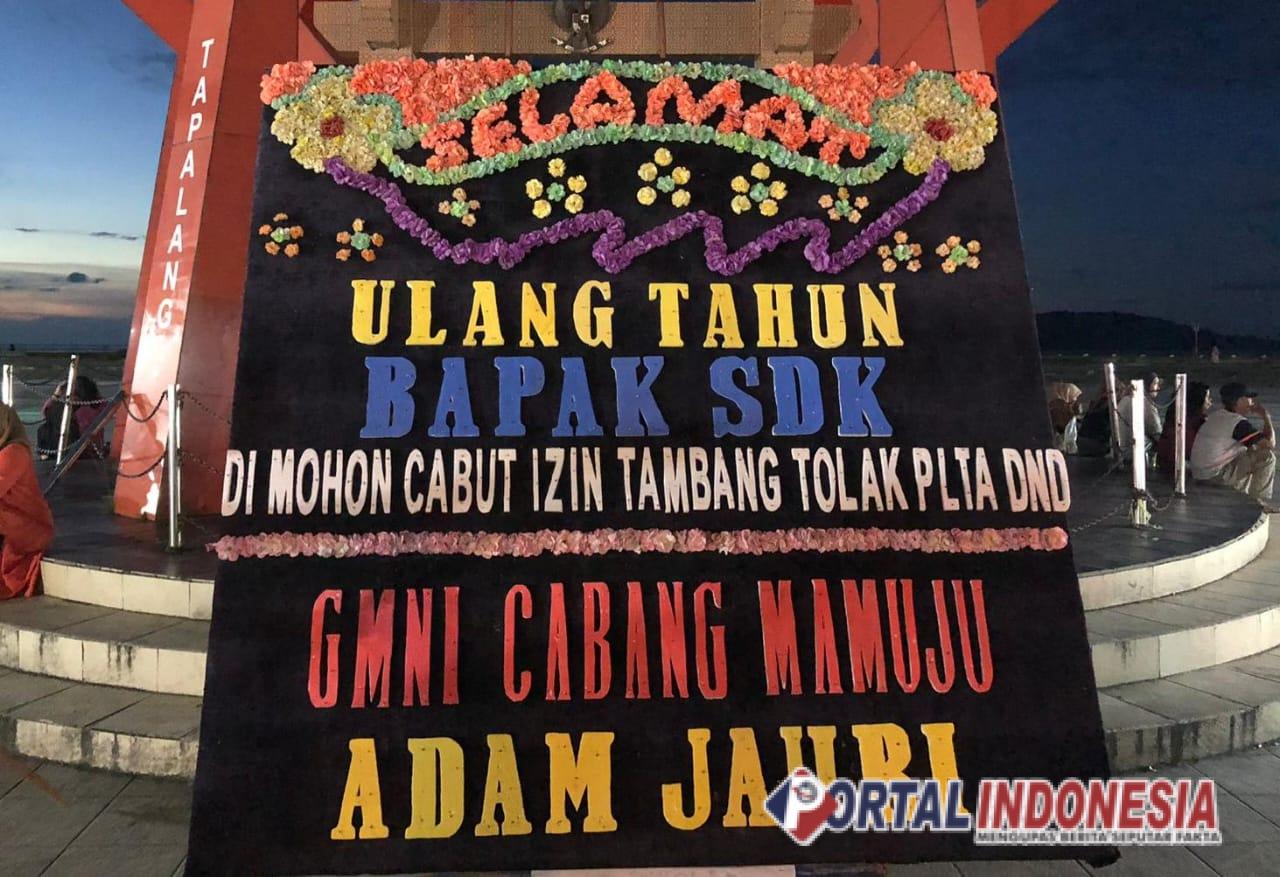 TAPALANG
SELAMAT
ULANG TAHUN
BAPAK SDK
DI MOHON CABUT IZIN TAMBANG TOLAK PLTA DND
GMNI CABANG MAMUJU
ADAM JAURI
PORTAL INDONESIA
MENGUPAS BERITA SEPUTAR FAKTA